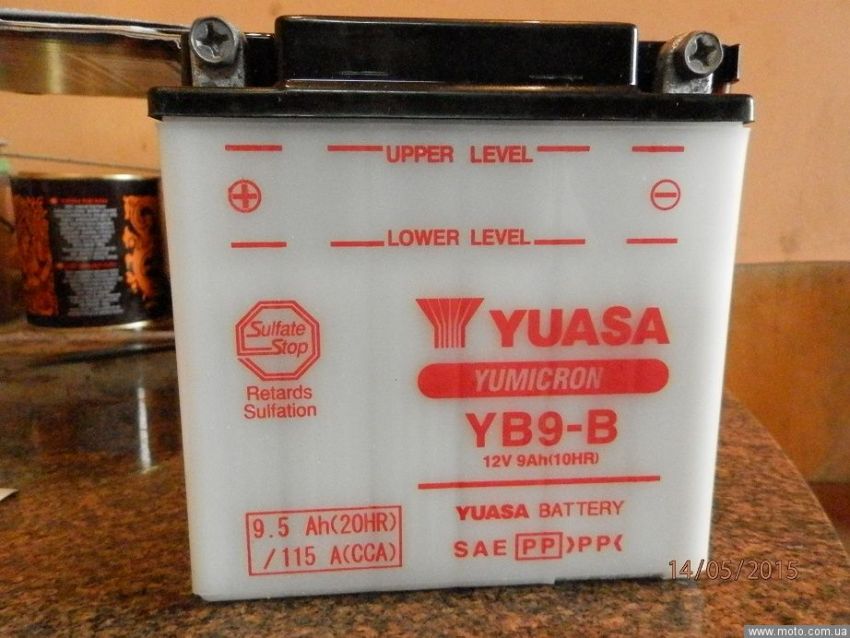 UPPER LEVEL
LOWER LEVEL
Sulfate
Stop
Retards
Sulfation
YUASA
YUMICRON
YB9-B
12V 9Ah(10HR)
9.5 Ah(20HR)
/115 A(CCA)
YUASA BATTERY
SAE PP >PP<
14/05/2015
www.moto.com.ua